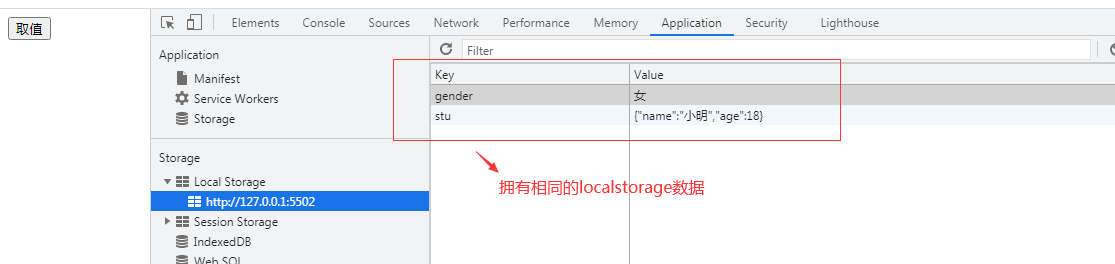 取值
Elements Console Sources Network Performance Memory Application Security Lighthouse
Application
Manifest
Service Workers
Storage
Storage
Local Storage
http://127.0.0.1:5502
Session Storage
IndexedDB
Web SQL
Filter
Key Value
gender 女
stu {"name":"小明","age":18}
拥有相同的localstorage数据